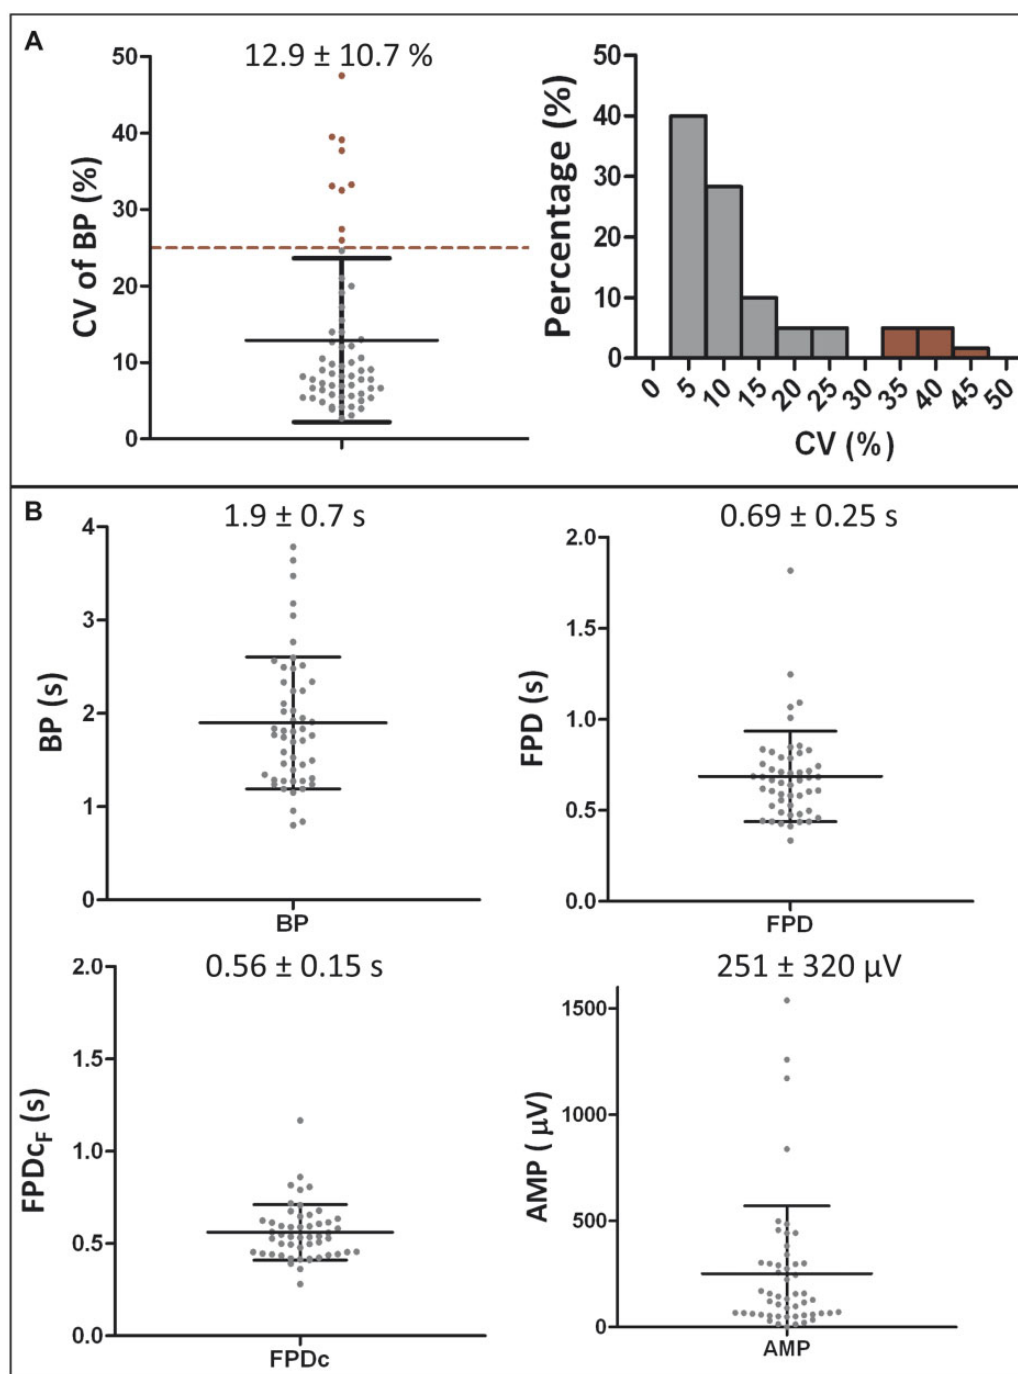 A
12.9 ± 10.7 %
CV of BP (%)
50
40
30
20
10
0
Percentage (%)
50
40
30
20
10
0
0 5 10 15 20 25 30 35 40 45 50
CV (%)
B
1.9 ± 0.7 s
BP (s)
4
3
2
1
0
BP
0.69 ± 0.25 s
FPD (s)
2.0
1.5
1.0
0.5
0.0
FPD
0.56 ± 0.15 s
FPDcF (s)
2.0
1.5
1.0
0.5
0.0
FPDc
251 ± 320 μV
AMP ( μV)
1500
1000
500
0
AMP